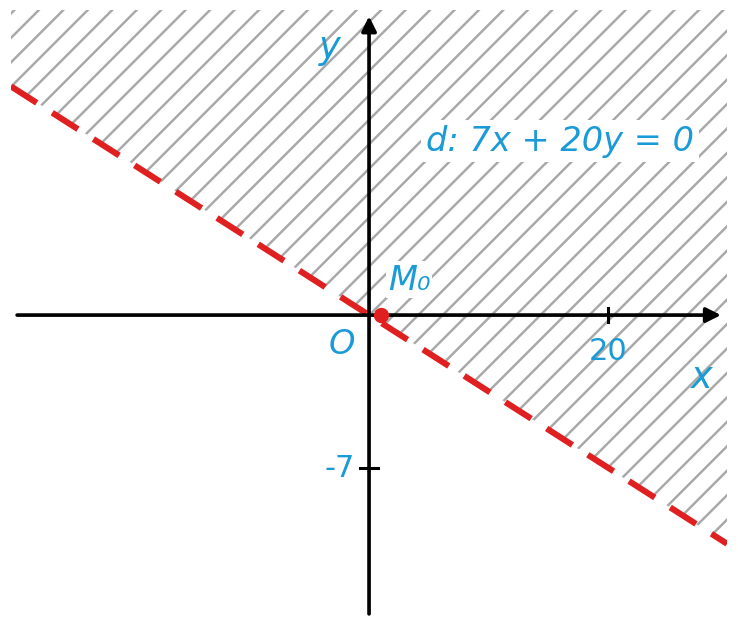 y
d: 7x + 20y = 0
M₀
O
20
x
-7